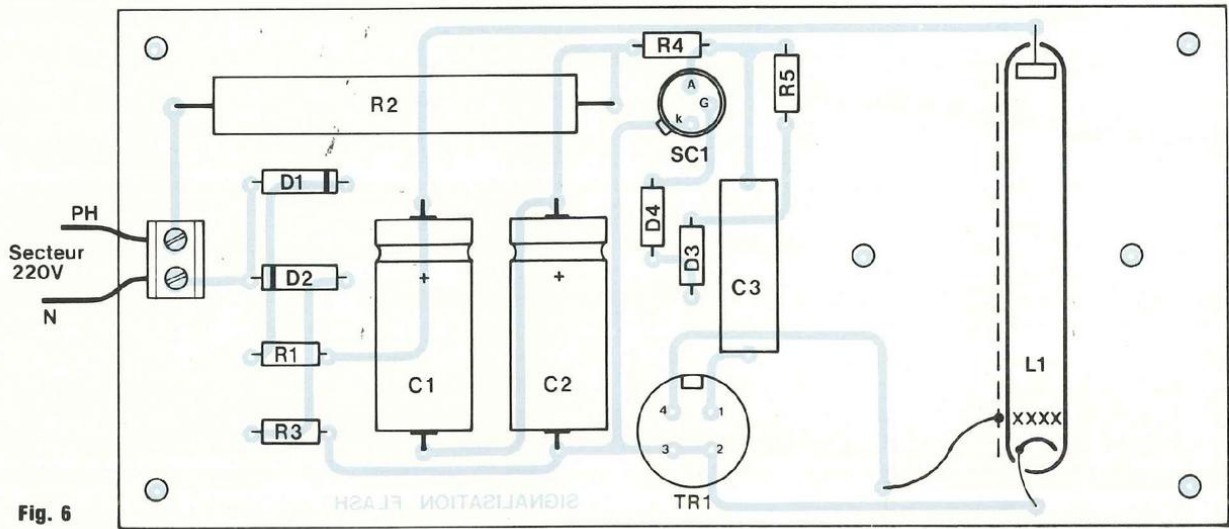 R4
R5
R2
A
G
k
SC1
D1
PH
Secteur
220V
N
D4
D3
D2
+
+
C3
R1
C1
C2
L1
XXXX
4
1
R3
3
2
TR1
SIGNALISATION FLASH
Fig. 6